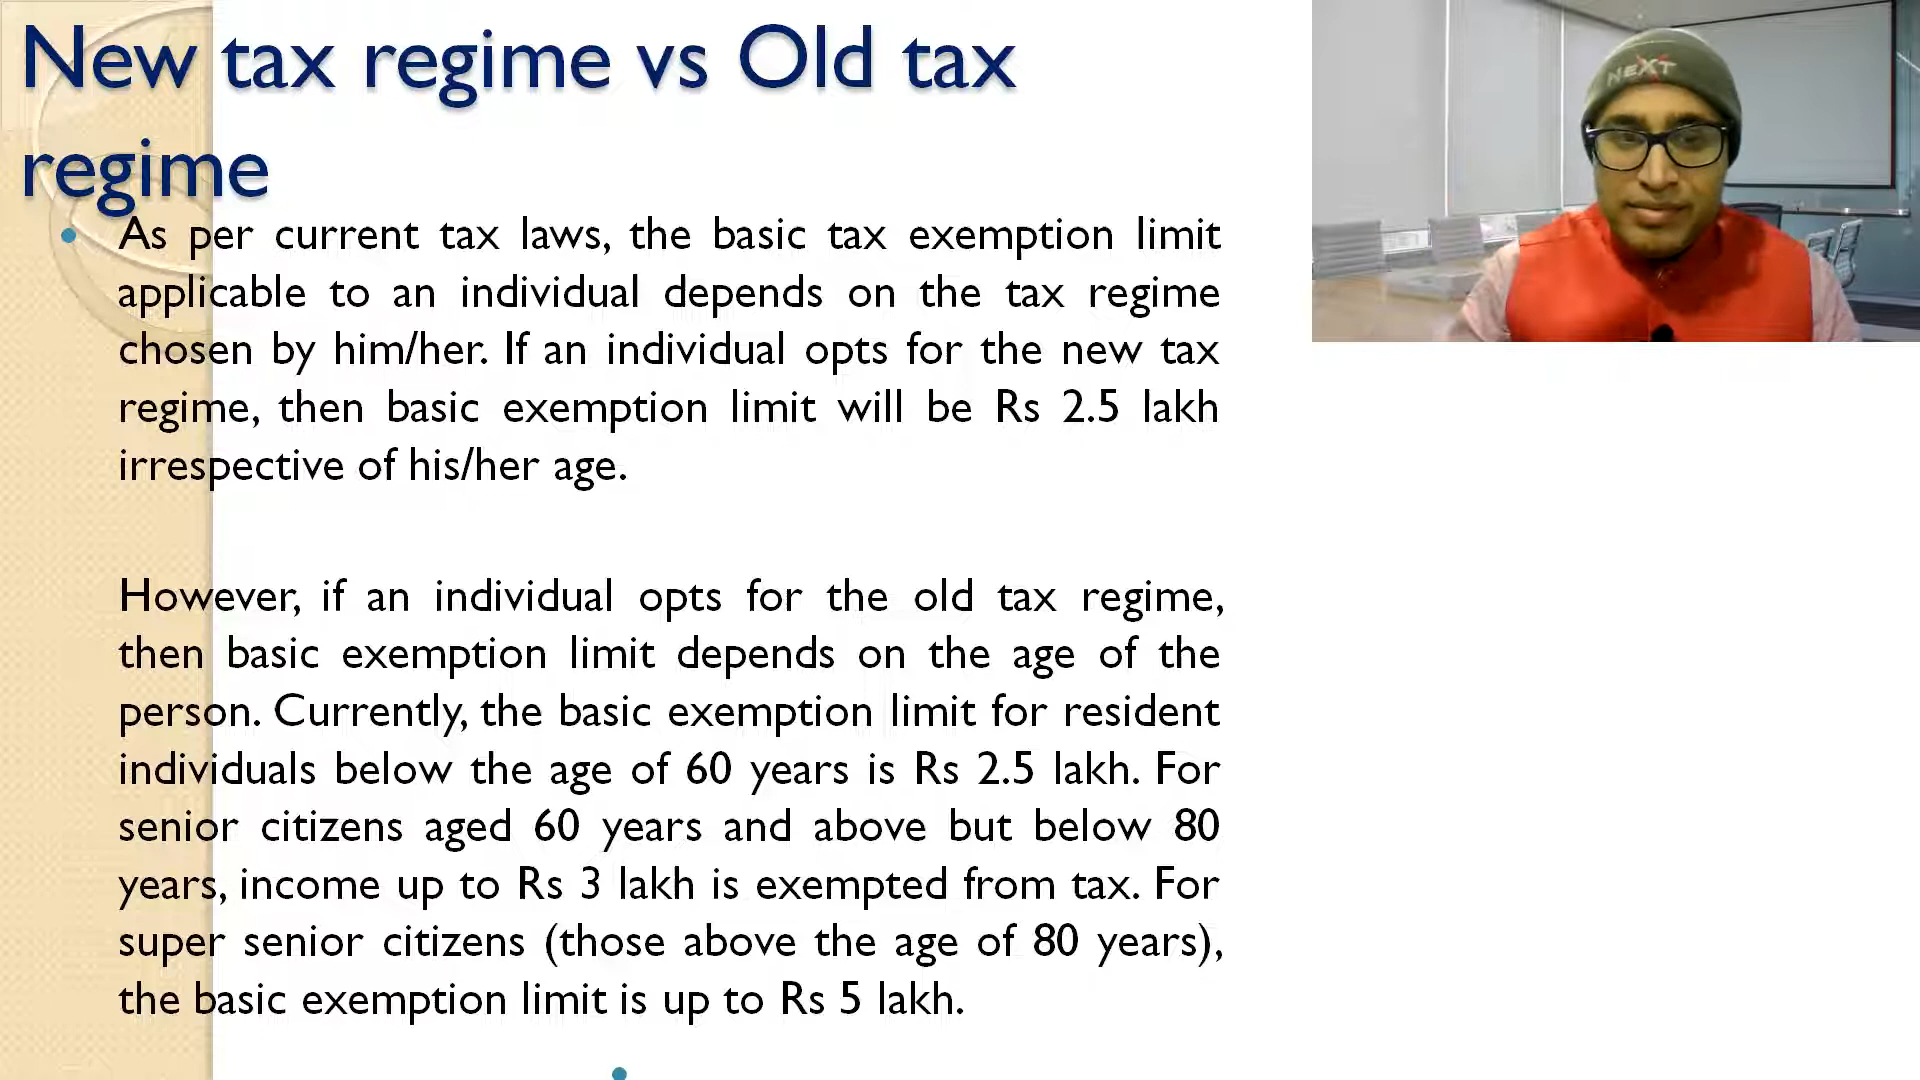 New tax regime vs Old tax
regime
As per current tax laws, the basic tax exemption limit
applicable to an individual depends on the tax regime
chosen by him/her. If an individual opts for the new tax
regime, then basic exemption limit will be Rs 2.5 lakh
irrespective of his/her age.
However, if an individual opts for the old tax regime,
then basic exemption limit depends on the age of the
person. Currently, the basic exemption limit for resident
individuals below the age of 60 years is Rs 2.5 lakh. For
senior citizens aged 60 years and above but below 80
years, income up to Rs 3 lakh is exempted from tax. For
super senior citizens (those above the age of 80 years),
the basic exemption limit is up to Rs 5 lakh.
NEXT